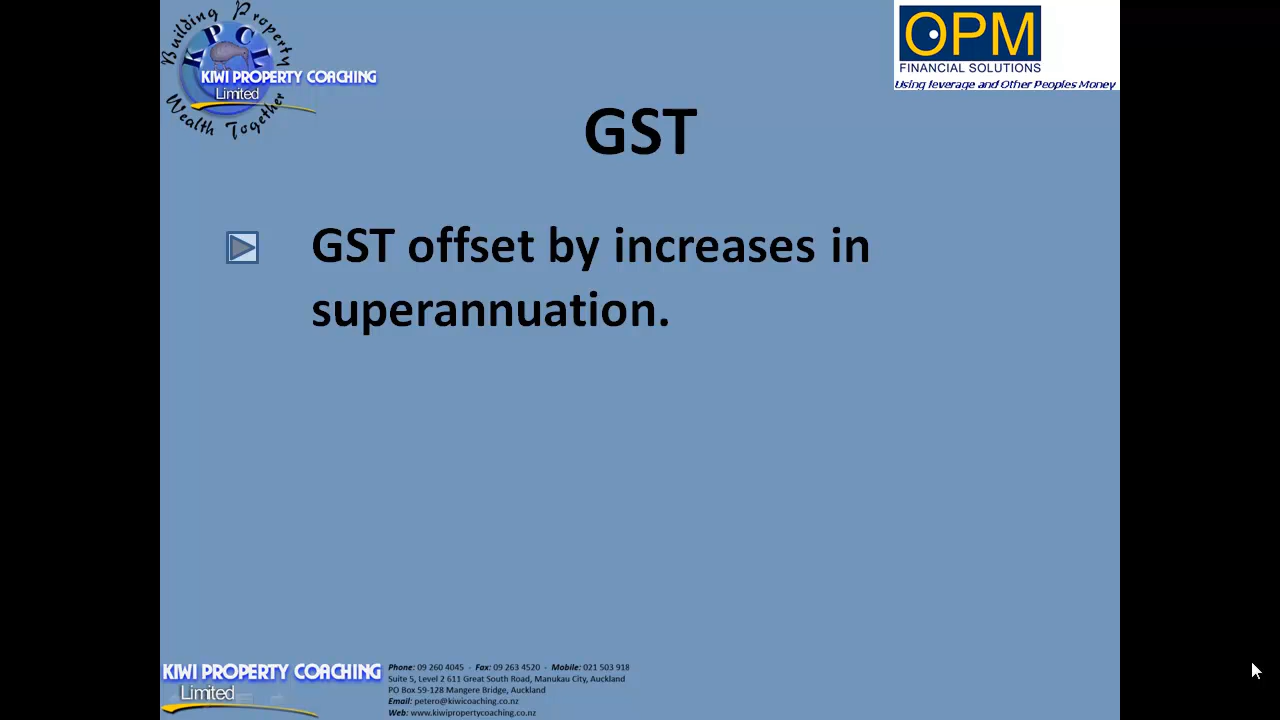 Building Property
KPCL
KIWI PROPERTY COACHING
Limited
Wealth Together
OPM
FINANCIAL SOLUTIONS
Using leverage and Other Peoples Money
GST
GST offset by increases in
superannuation.
KIWI PROPERTY COACHING
Limited
Phone: 09 260 4045 - Fax: 09 263 4520 - Mobile: 021 503 918
Suite 5, Level 2 611 Great South Road, Manukau City, Auckland
PO Box 59-128 Mangere Bridge, Auckland
Email: petero@kiwicoaching.co.nz
Web: www.kiwipropertycoaching.co.nz